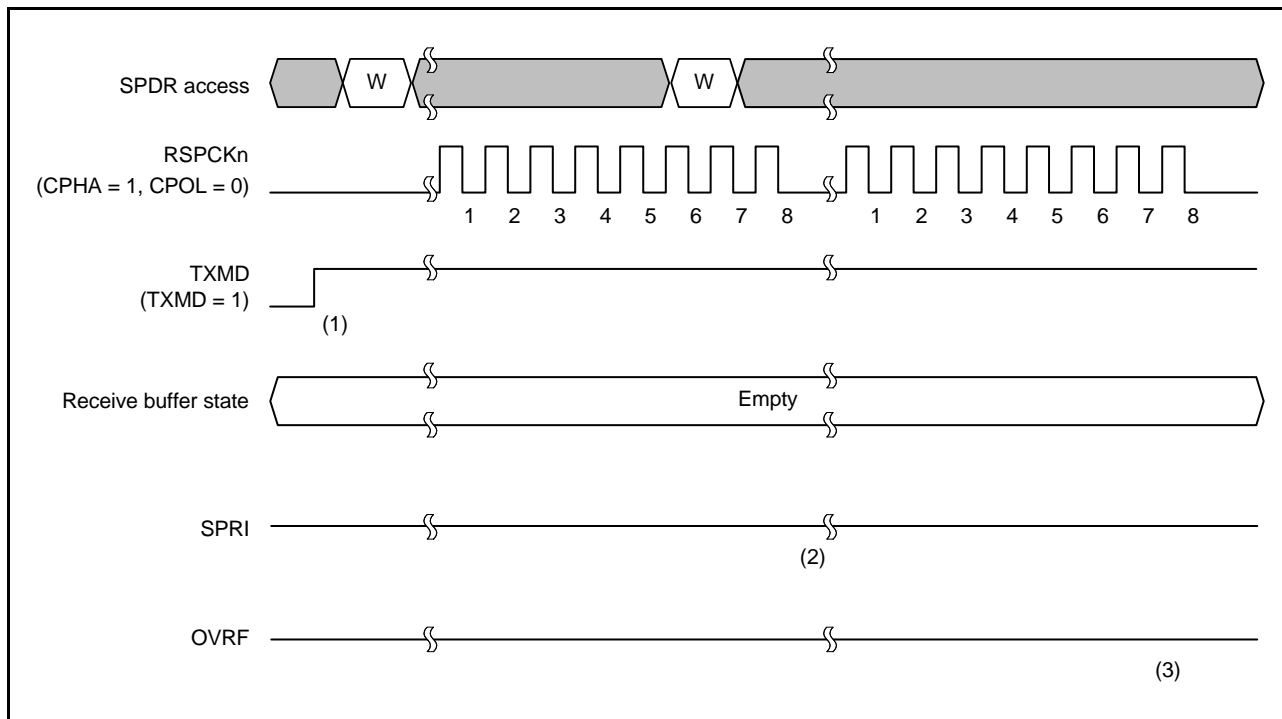 SPDR access
W
W
RSPCKn
(CPHA = 1, CPOL = 0)
1 2 3 4 5 6 7 8 1 2 3 4 5 6 7 8
TXMD
(TXMD = 1)
(1)
Receive buffer state
Empty
SPRI
(2)
OVRF
(3)